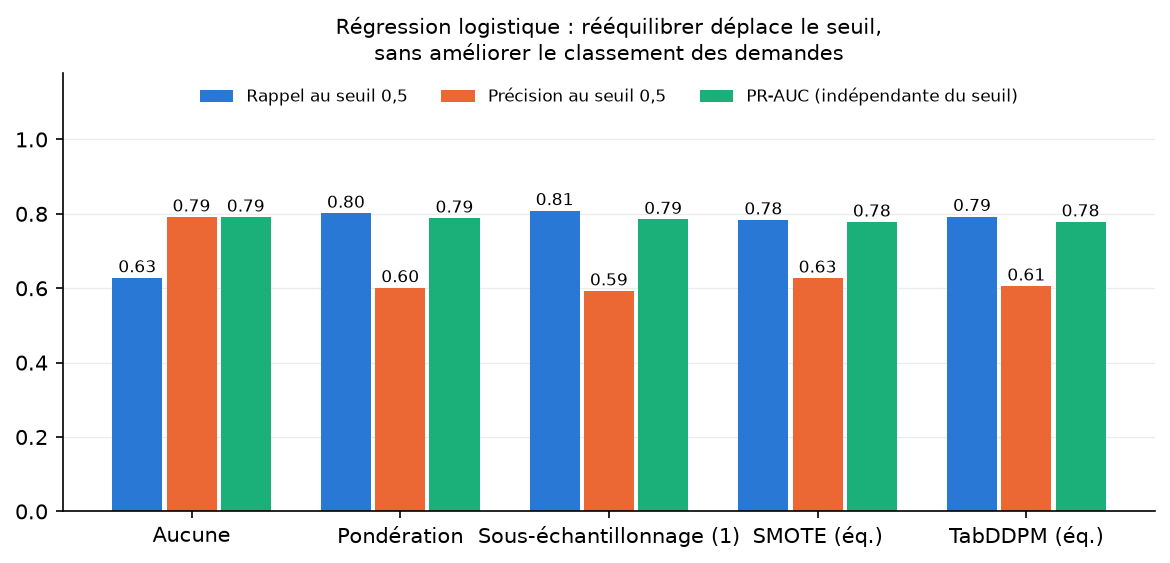 Régression logistique : rééquilibrer déplace le seuil,
sans améliorer le classement des demandes
Rappel au seuil 0,5 Précision au seuil 0,5 PR-AUC (indépendante du seuil)
1.0
0.8
0.6
0.4
0.2
0.0
0.63 0.79 0.79
0.80 0.60 0.79
0.81 0.59 0.79
0.78 0.63 0.78
0.79 0.61 0.78
Aucune Pondération Sous-échantillonnage (1) SMOTE (éq.) TabDDPM (éq.)